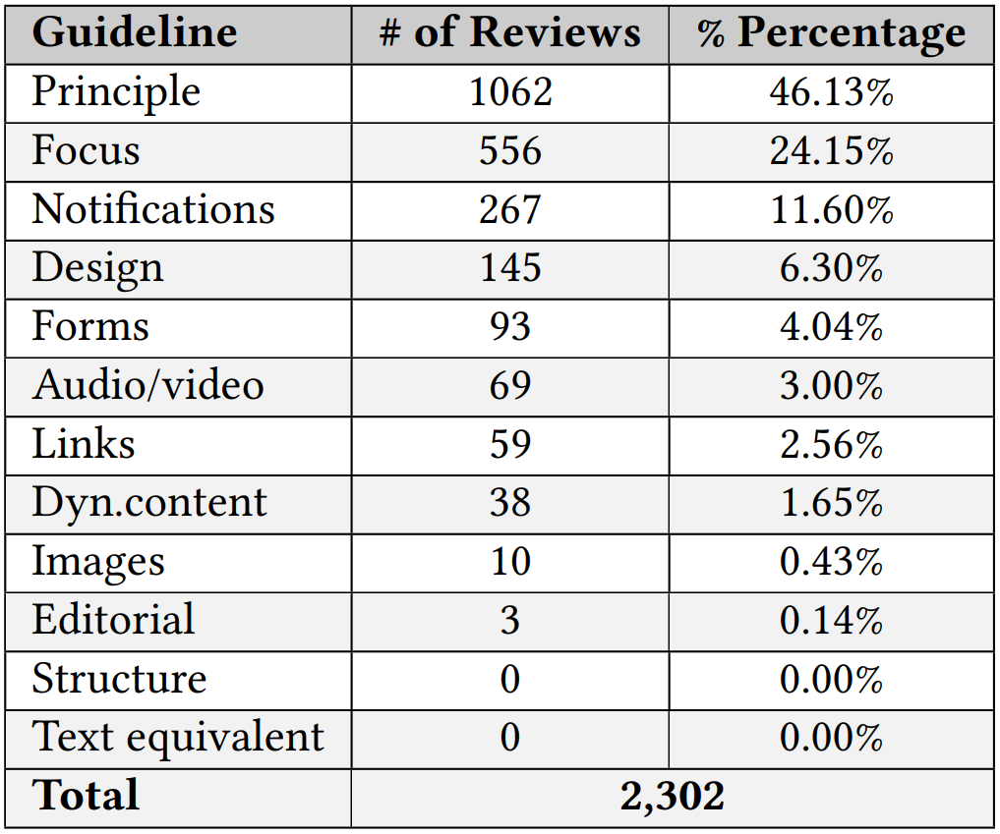 Guideline # of Reviews % Percentage
Principle 1062 46.13%
Focus 556 24.15%
Notifications 267 11.60%
Design 145 6.30%
Forms 93 4.04%
Audio/video 69 3.00%
Links 59 2.56%
Dyn.content 38 1.65%
Images 10 0.43%
Editorial 3 0.14%
Structure 0 0.00%
Text equivalent 0 0.00%
Total 2,302